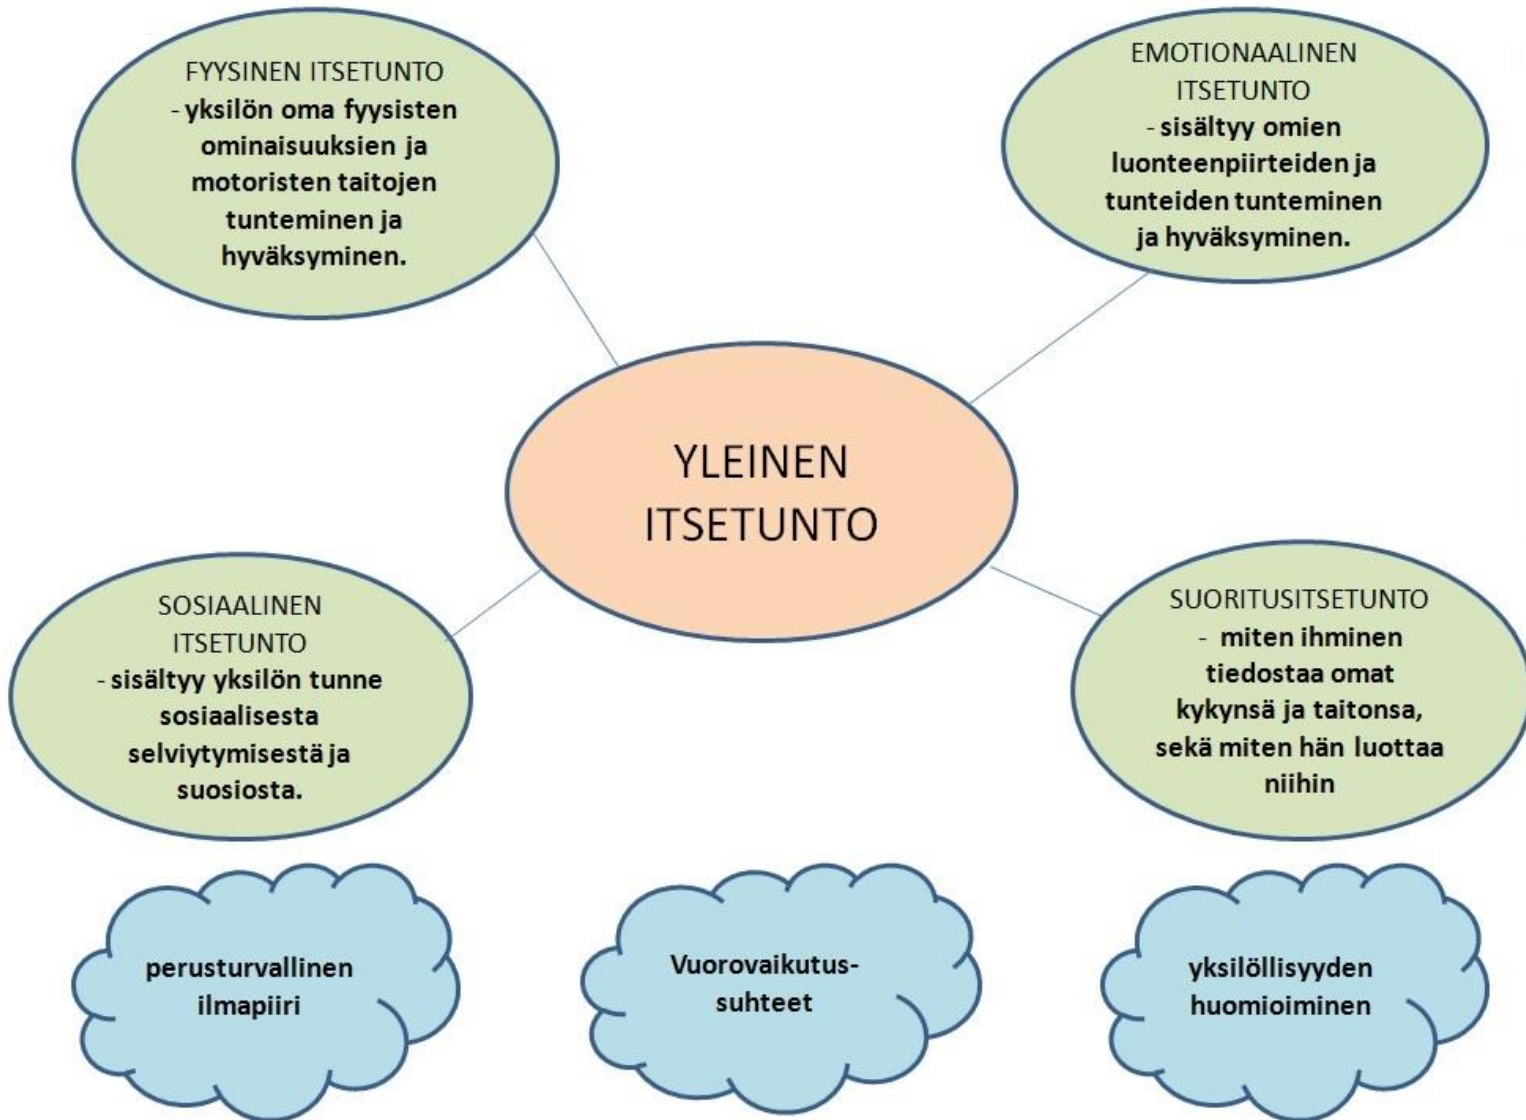 FYYSINEN ITSETUNTO
- yksilön oma fyysisten
ominaisuuksien ja
motoristen taitojen
tunteminen ja
hyväksyminen.
EMOTIONAALINEN
ITSETUNTO
- sisältyy omien
luonteenpiirteiden ja
tunteiden tunteminen
ja hyväksyminen.
YLEINEN
ITSETUNTO
SOSIAALINEN
ITSETUNTO
- sisältyy yksilön tunne
sosiaalisesta
selviytymisestä ja
suosiosta.
SUORITUSITSETUNTO
- miten ihminen
tiedostaa omat
kykynsä ja taitonsa,
sekä miten hän luottaa
niihin
perusturvallinen
ilmapiiri
Vuorovaikutus-
suhteet
yksilöllisyyden
huomioiminen